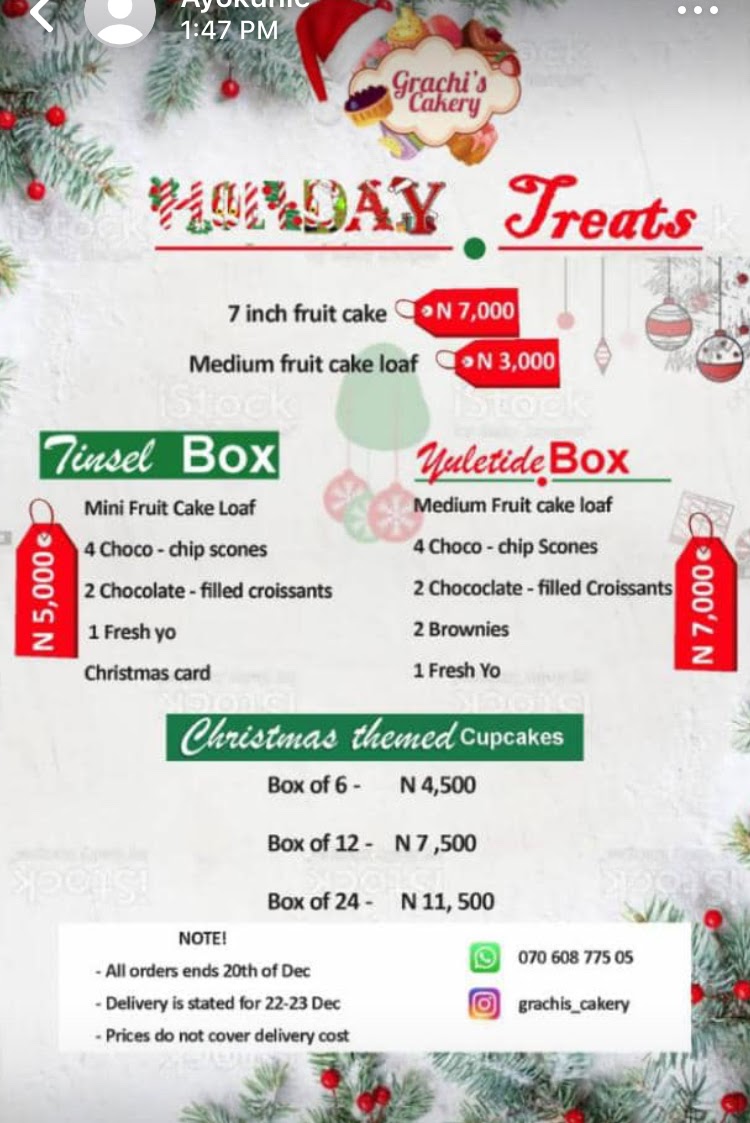 1:47 PM
Grachi's
Cakery
HOLIDAY Treats
7 inch fruit cake N 7,000
Medium fruit cake loaf N 3,000
iStock iStock
Tinsel Box
N 5,000
Mini Fruit Cake Loaf
4 Choco - chip scones
2 Chocolate - filled croissants
1 Fresh yo
Christmas card
Yuletide Box
Medium Fruit cake loaf
4 Choco - chip Scones
2 Chococlate - filled Croissants
2 Brownies
1 Fresh Yo
N 7,000
Christmas themed Cupcakes
Box of 6 - N 4,500
Box of 12 - N 7 ,500
Box of 24 - N 11, 500
NOTE!
- All orders ends 20th of Dec
- Delivery is stated for 22-23 Dec
- Prices do not cover delivery cost
070 608 775 05
grachis_cakery